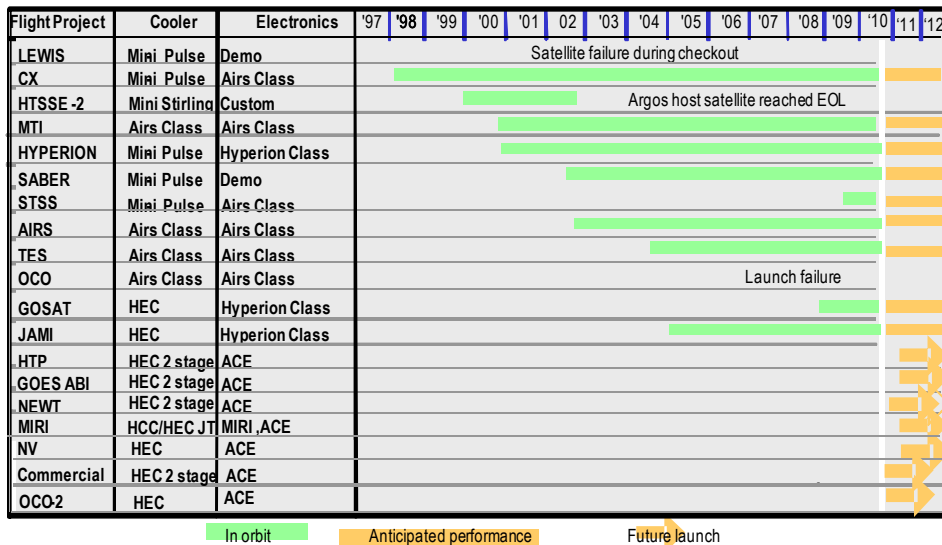 Flight Project Cooler Electronics '97 '98 '99 '00 '01 02 '03 '04 '05 '06 '07 '08 '09 '10 '11 '12
LEWIS Mini Pulse Demo Satellite failure during checkout
CX Mini Pulse Airs Class
HTSSE -2 Mini Stirling Custom Argos host satellite reached EOL
MTI Airs Class Airs Class
HYPERION Mini Pulse Hyperion Class
SABER Mini Pulse Demo
STSS Mini Pulse Airs Class
AIRS Airs Class Airs Class
TES Airs Class Airs Class
OCO Airs Class Airs Class Launch failure
GOSAT HEC Hyperion Class
JAMI HEC Hyperion Class
HTP HEC 2 stage ACE
GOES ABI HEC 2 stage ACE
NEWT HEC 2 stage ACE
MIRI HCC/HEC JT MIRI ,ACE
NV HEC ACE
Commercial HEC 2 stage ACE
OCO-2 HEC ACE
In orbit Anticipated performance Future launch